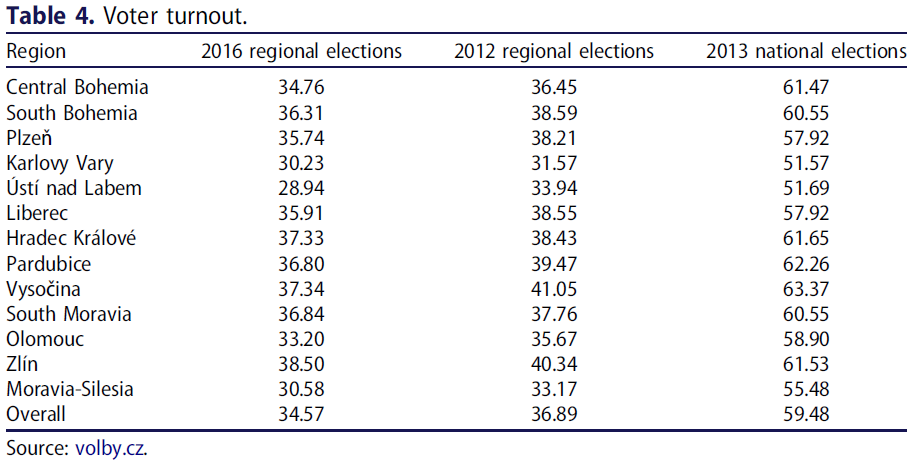 Table 4. Voter turnout.
Region 2016 regional elections 2012 regional elections 2013 national elections
Central Bohemia 34.76 36.45 61.47
South Bohemia 36.31 38.59 60.55
Plzeň 35.74 38.21 57.92
Karlovy Vary 30.23 31.57 51.57
Ústí nad Labem 28.94 33.94 51.69
Liberec 35.91 38.55 57.92
Hradec Králové 37.33 38.43 61.65
Pardubice 36.80 39.47 62.26
Vysočina 37.34 41.05 63.37
South Moravia 36.84 37.76 60.55
Olomouc 33.20 35.67 58.90
Zlín 38.50 40.34 61.53
Moravia-Silesia 30.58 33.17 55.48
Overall 34.57 36.89 59.48
Source: volby.cz.